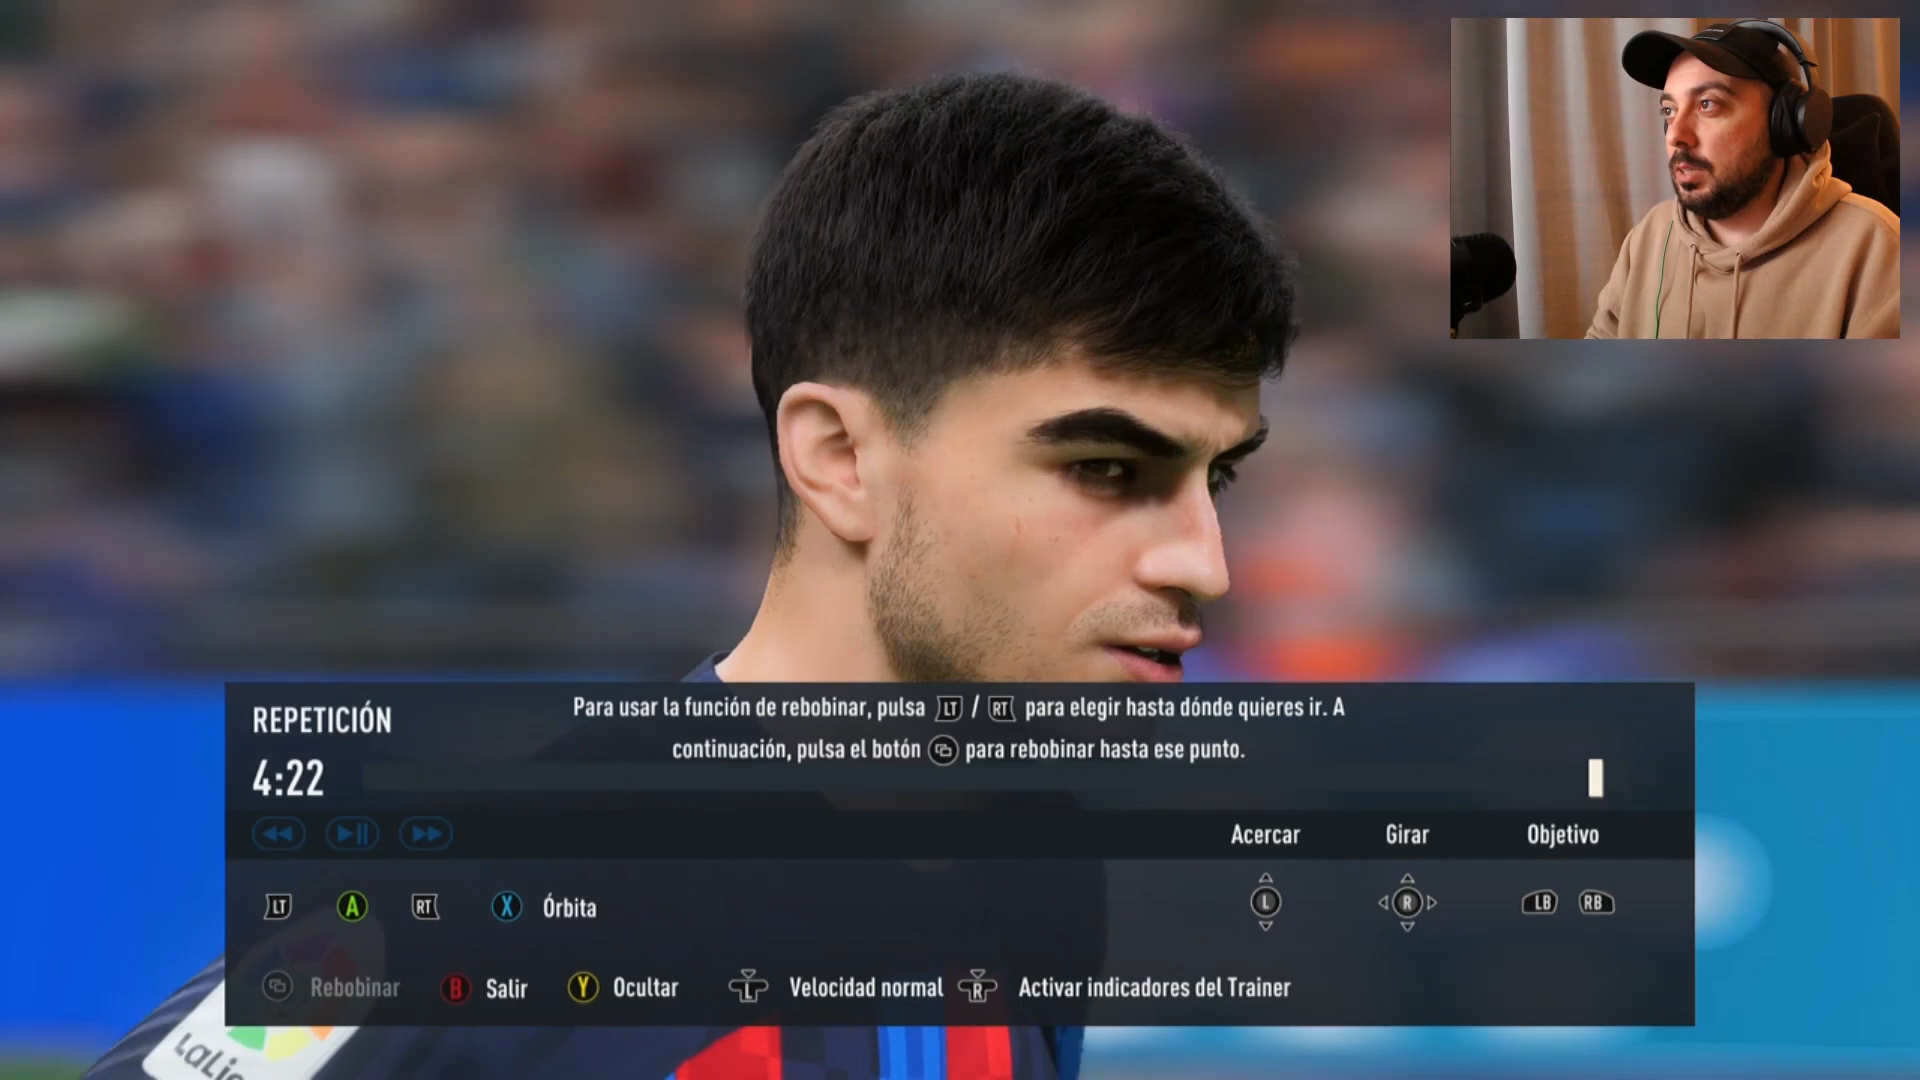 REPETICIÓN
4:22
Para usar la función de rebobinar, pulsa LT / RT para elegir hasta dónde quieres ir. A
continuación, pulsa el botón para rebobinar hasta ese punto.
Acercar Girar Objetivo
LT A RT X Órbita L R LB RB
Rebobinar B Salir Y Ocultar L Velocidad normal R Activar indicadores del Trainer
LaLig